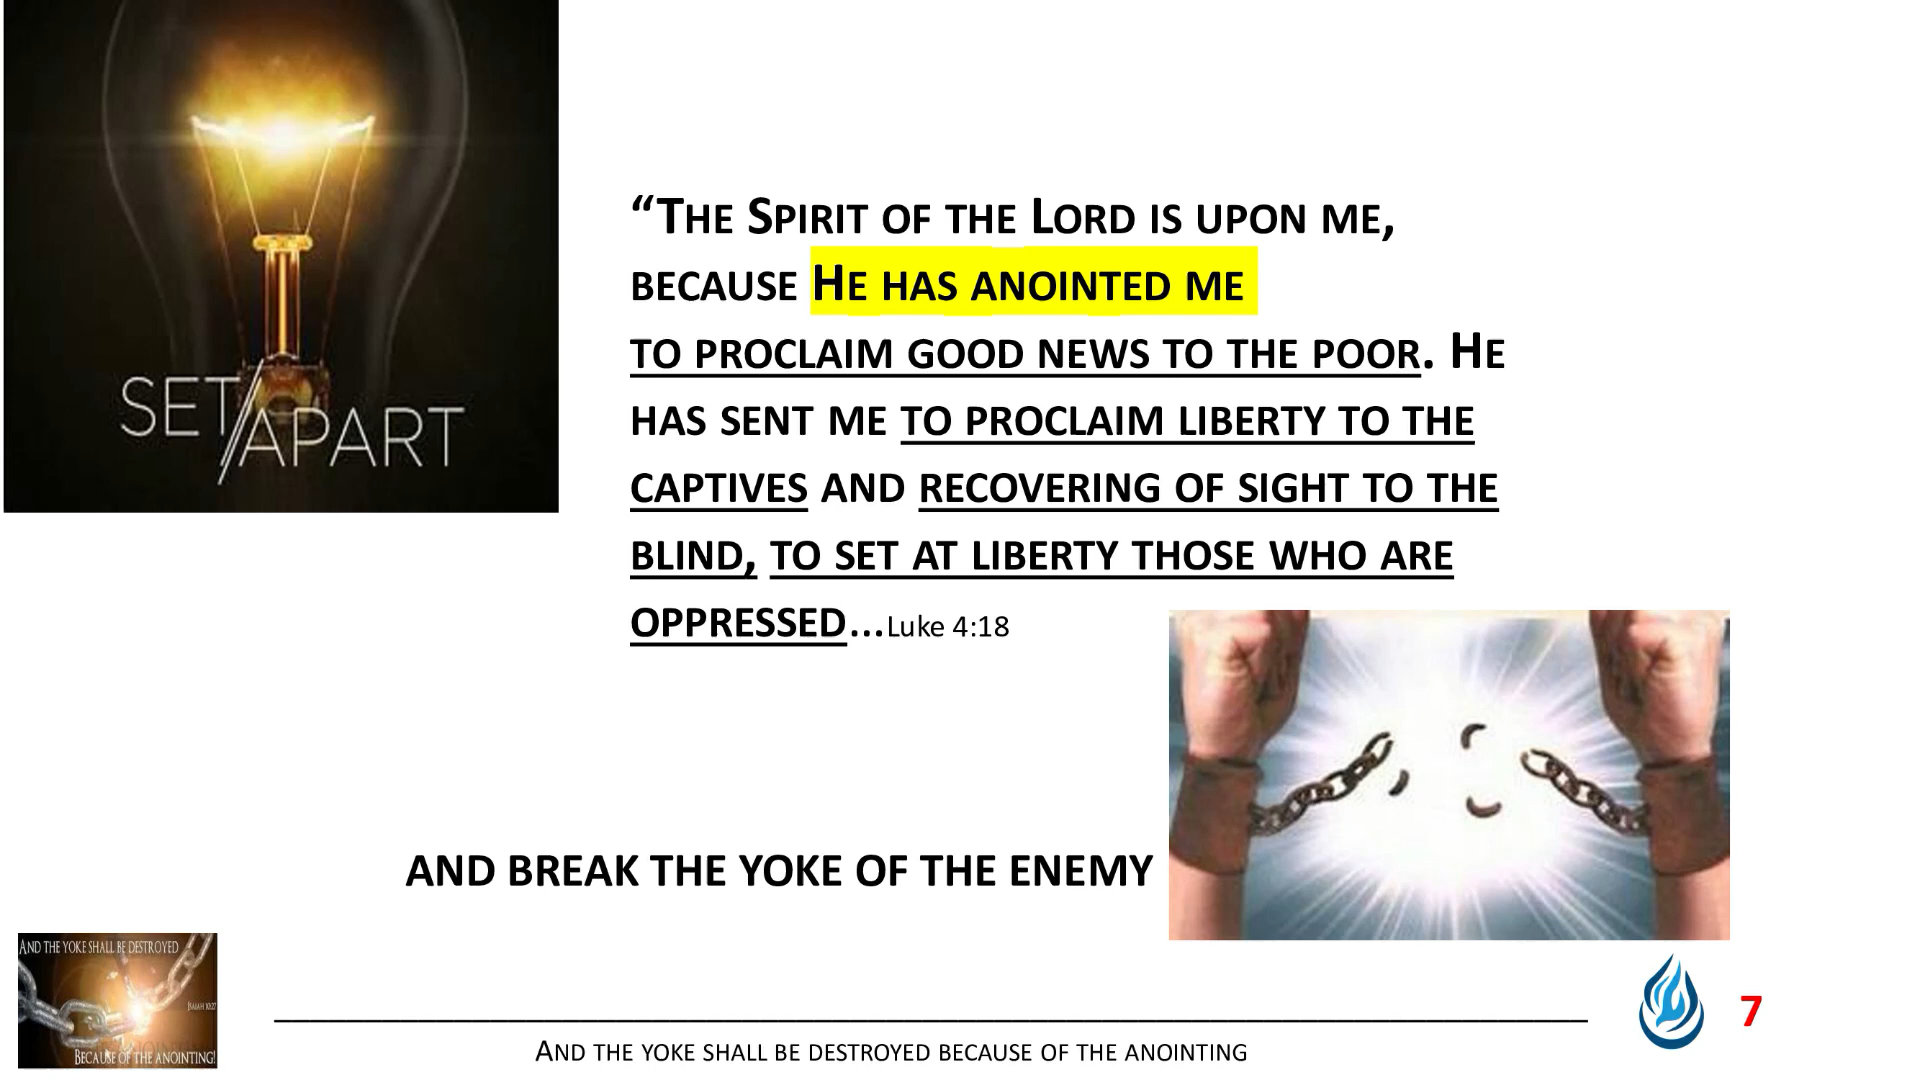 SET/APART
“The Spirit of the Lord is upon me,
because He has anointed me
to proclaim good news to the poor. He
has sent me to proclaim liberty to the
captives and recovering of sight to the
blind, to set at liberty those who are
oppressed...Luke 4:18
AND BREAK THE YOKE OF THE ENEMY
And the yoke shall be destroyed
Isaiah 10:27
Because of the anointing!
And the yoke shall be destroyed because of the anointing
7